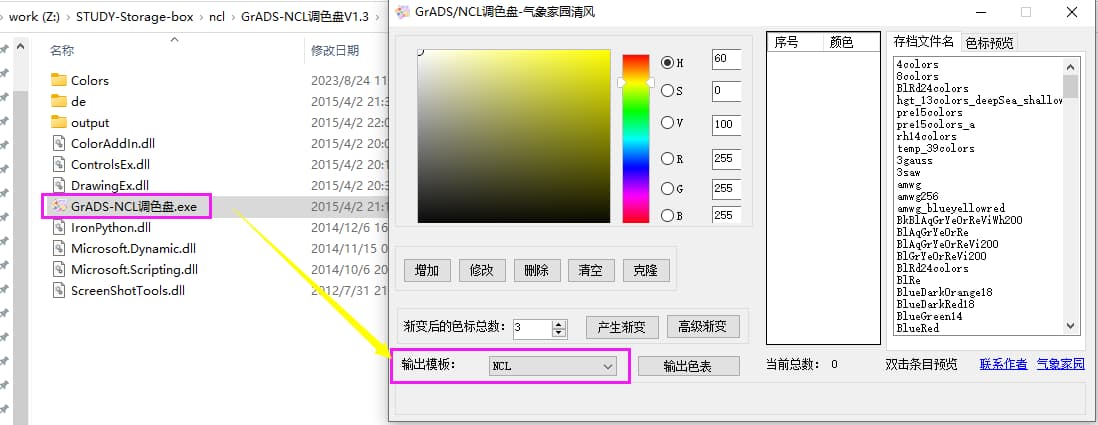 work (Z:) › STUDY-Storage-box › ncl › GrADS-NCL调色盘V1.3 ›
名称 修改日期
Colors 2023/8/24 11:
de 2015/4/2 21:3
output 2015/4/2 22:0
ColorAddIn.dll 2015/4/2 20:1
ControlsEx.dll 2015/4/2 20:1
DrawingEx.dll 2015/4/2 20:3
GrADS-NCL调色盘.exe 2015/4/2 21:1
IronPython.dll 2014/12/6 16
Microsoft.Dynamic.dll 2014/11/15 0
Microsoft.Scripting.dll 2014/10/6 20
ScreenShotTools.dll 2012/7/31 21
GrADS/NCL调色盘-气象家园清风
H 60
S 0
V 100
R 255
G 255
B 255
增加 修改 删除 清空 克隆
渐变后的色标总数: 3 产生渐变 高级渐变
输出模板: NCL 输出色表
序号 颜色
当前总数: 0
存档文件名 色标预览
4colors
8colors
BlRd24colors
hgt_13colors_deepSea_shallow
pre15colors
pre15colors_a
rh14colors
temp_39colors
3gauss
3saw
amwg
amwg256
amwg_blueyellowred
BkBlAqGrYeOrReViWh200
BlAqGrYeOrRe
BlAqGrYeOrReVi200
BlGrYeOrReVi200
BlRd24colors
BlRe
BlueDarkOrange18
BlueDarkRed18
BlueGreen14
BlueRed
双击条目预览 联系作者 气象家园